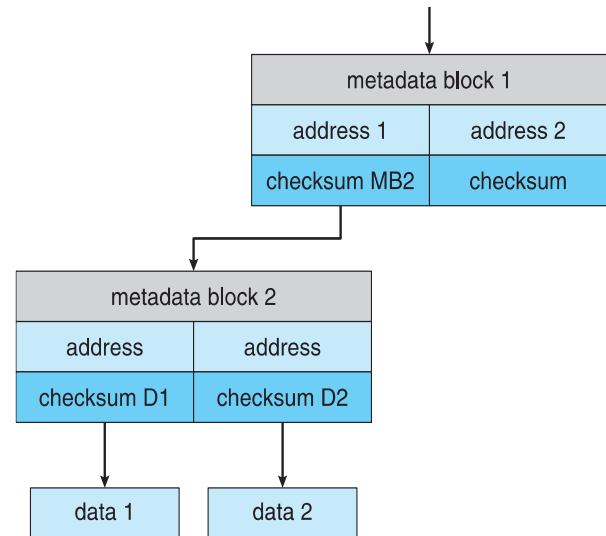 metadata block 1
address 1 address 2
checksum MB2 checksum
metadata block 2
address address
checksum D1 checksum D2
data 1 data 2